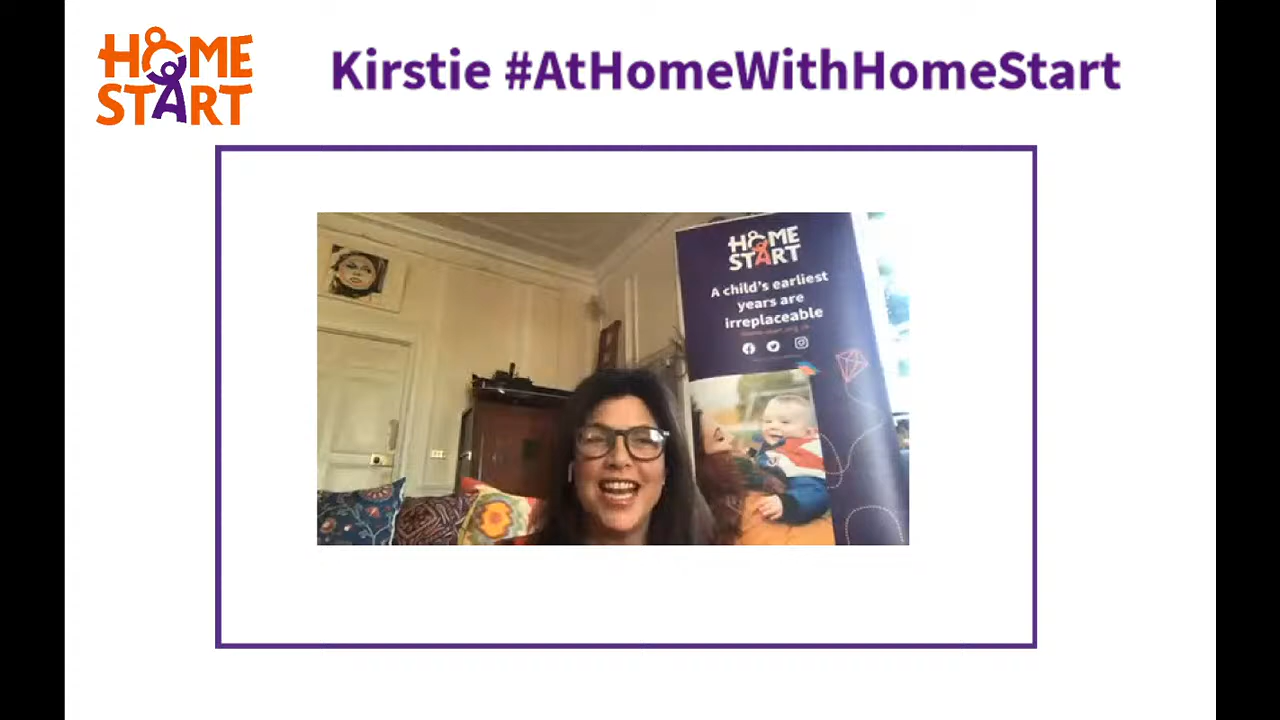 HOME
START
Kirstie #AtHomeWithHomeStart
HOME
START
A child's earliest
years are
irreplaceable